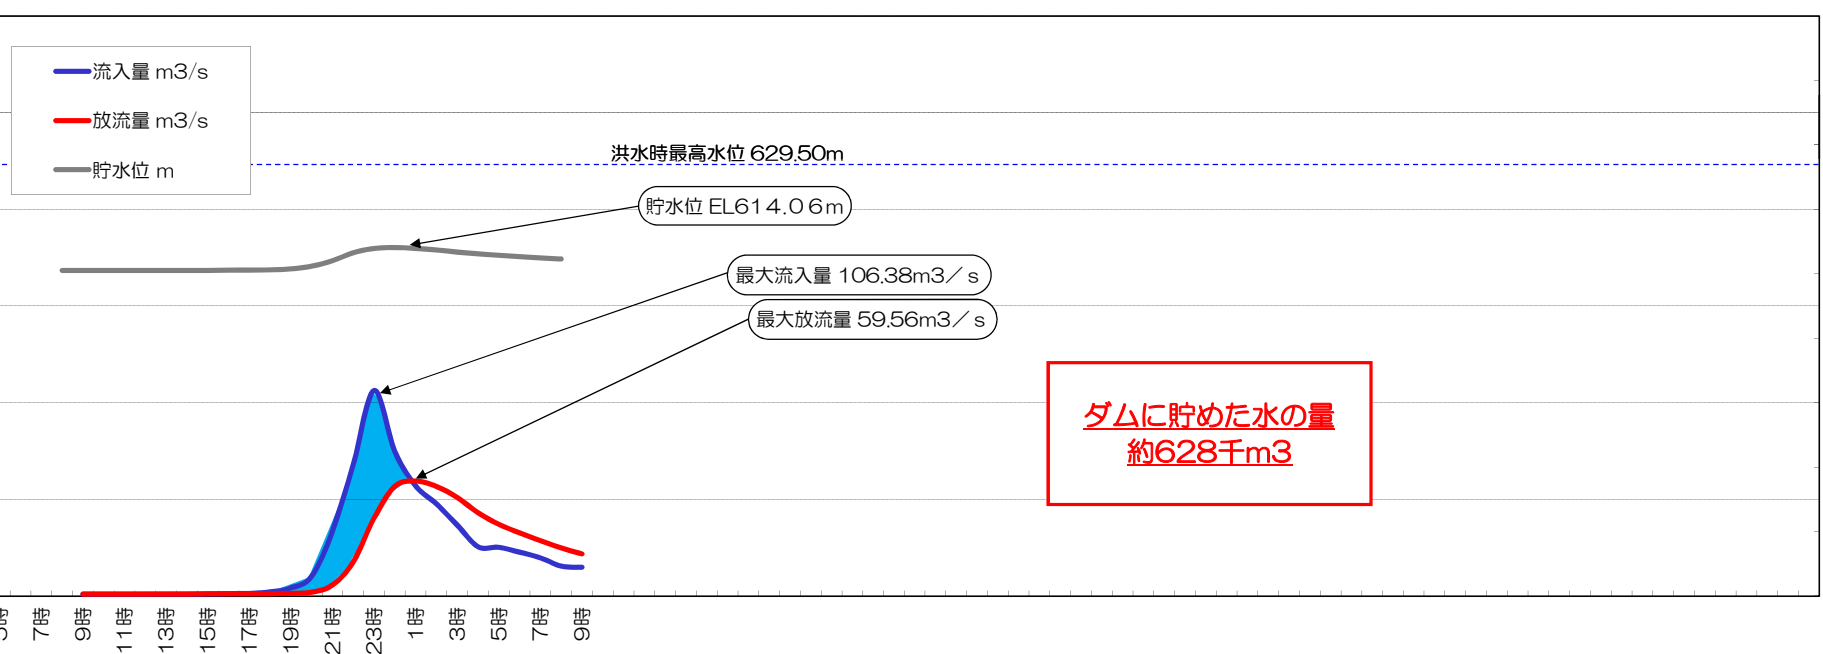 流入量 m3/s
放流量 m3/s
貯水位 m
洪水時最高水位 629.50m
貯水位 EL614.06m
最大流入量 106.38m3/s
最大放流量 59.56m3/s
ダムに貯めた水の量
約628千m3
5時
7時
9時
11時
13時
15時
17時
19時
21時
23時
1時
3時
5時
7時
9時